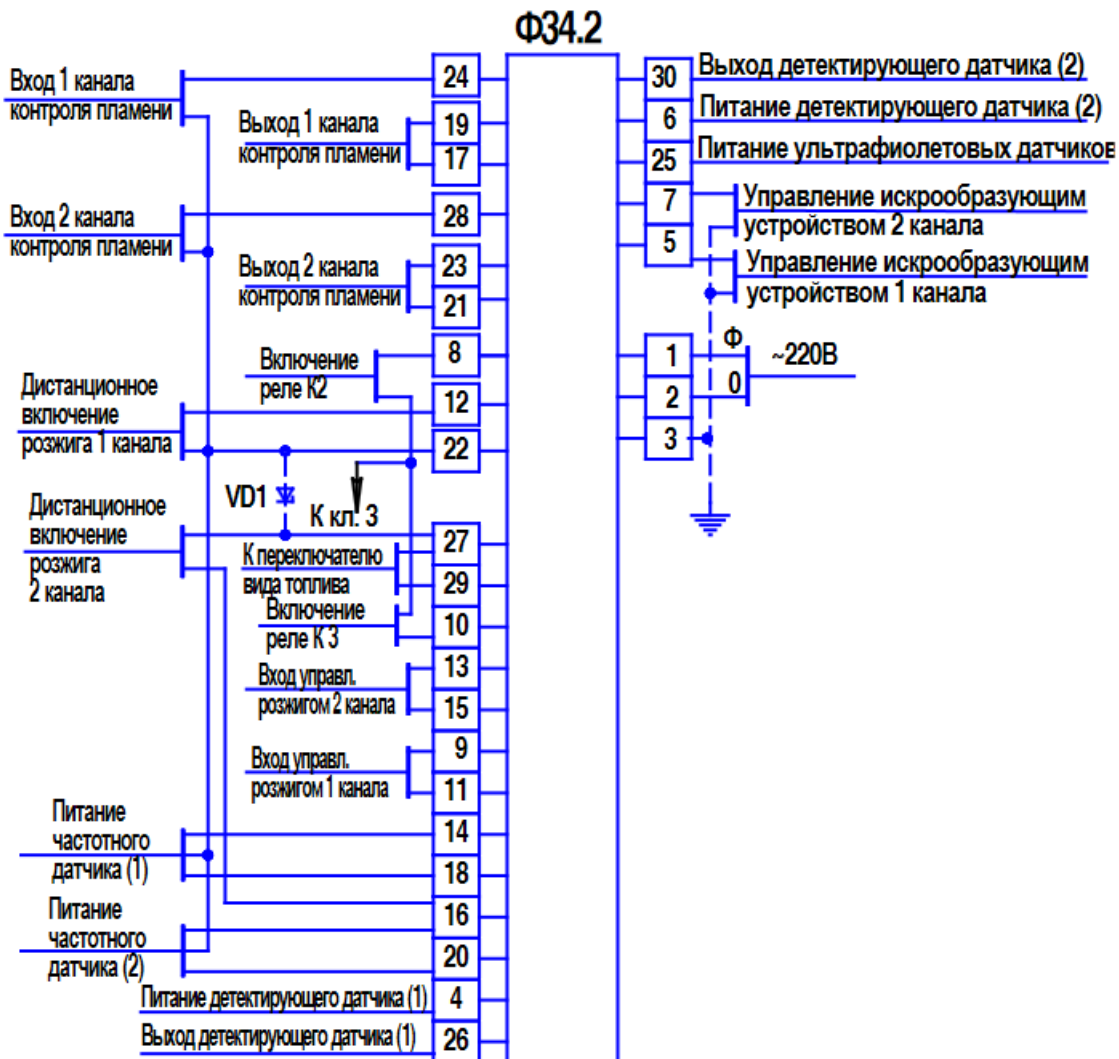 Ф34.2
Вход 1 канала
контроля пламени
24
Выход 1 канала
контроля пламени
19
17
Вход 2 канала
контроля пламени
28
Выход 2 канала
контроля пламени
23
21
Включение
реле К2
8
Дистанционное
включение
розжига 1 канала
12
22
VD1
К кл. 3
Дистанционное
включение
розжига
2 канала
27
К переключателю
вида топлива
29
Включение
реле К 3
10
Вход управл.
розжигом 2 канала
13
15
Вход управл.
розжигом 1 канала
9
11
Питание
частотного
датчика (1)
14
18
Питание
частотного
датчика (2)
16
20
Питание детектирующего датчика (1)
4
Выход детектирующего датчика (1)
26
30
Выход детектирующего датчика (2)
6
Питание детектирующего датчика (2)
25
Питание ультрафиолетовых датчиков
7
Управление искрообразующим
устройством 2 канала
5
Управление искрообразующим
устройством 1 канала
1
Ф
~220В
2
0
3